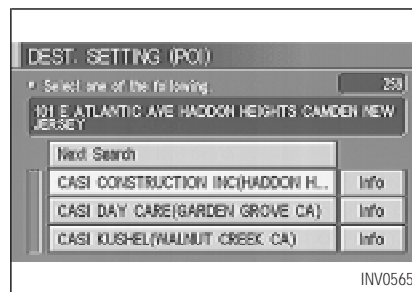 DEST. SETTING (POI)
Select one of the following.
293
101 E ATLANTIC AVE HADDON HEIGHTS CAMDEN NEW
JERSEY
Next Search
CASI CONSTRUCTION INC(HADDON H... Info
CASI DAY CARE(GARDEN GROVE CA) Info
CASI KUSHEL(WALNUT CREEK CA) Info
INV0565